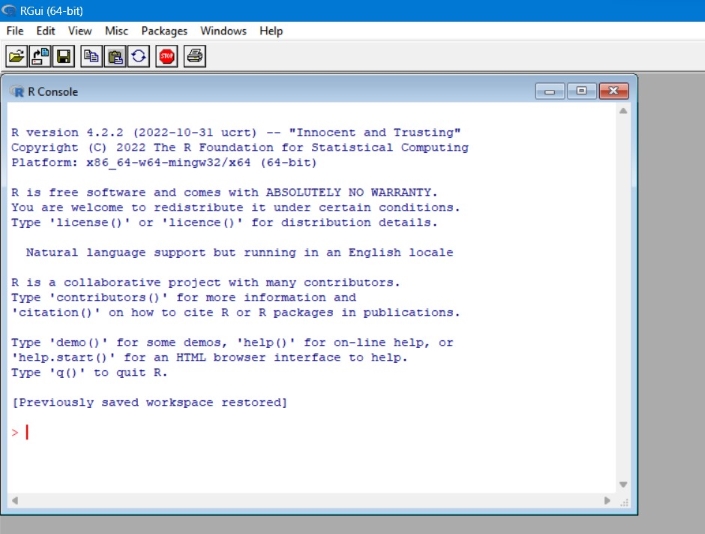 RGui (64-bit)
File Edit View Misc Packages Windows Help
STOP
R Console
R version 4.2.2 (2022-10-31 ucrt) -- "Innocent and Trusting"
Copyright (C) 2022 The R Foundation for Statistical Computing
Platform: x86_64-w64-mingw32/x64 (64-bit)
R is free software and comes with ABSOLUTELY NO WARRANTY.
You are welcome to redistribute it under certain conditions.
Type 'license()' or 'licence()' for distribution details.
Natural language support but running in an English locale
R is a collaborative project with many contributors.
Type 'contributors()' for more information and
'citation()' on how to cite R or R packages in publications.
Type 'demo()' for some demos, 'help()' for on-line help, or
'help.start()' for an HTML browser interface to help.
Type 'q()' to quit R.
[Previously saved workspace restored]
>